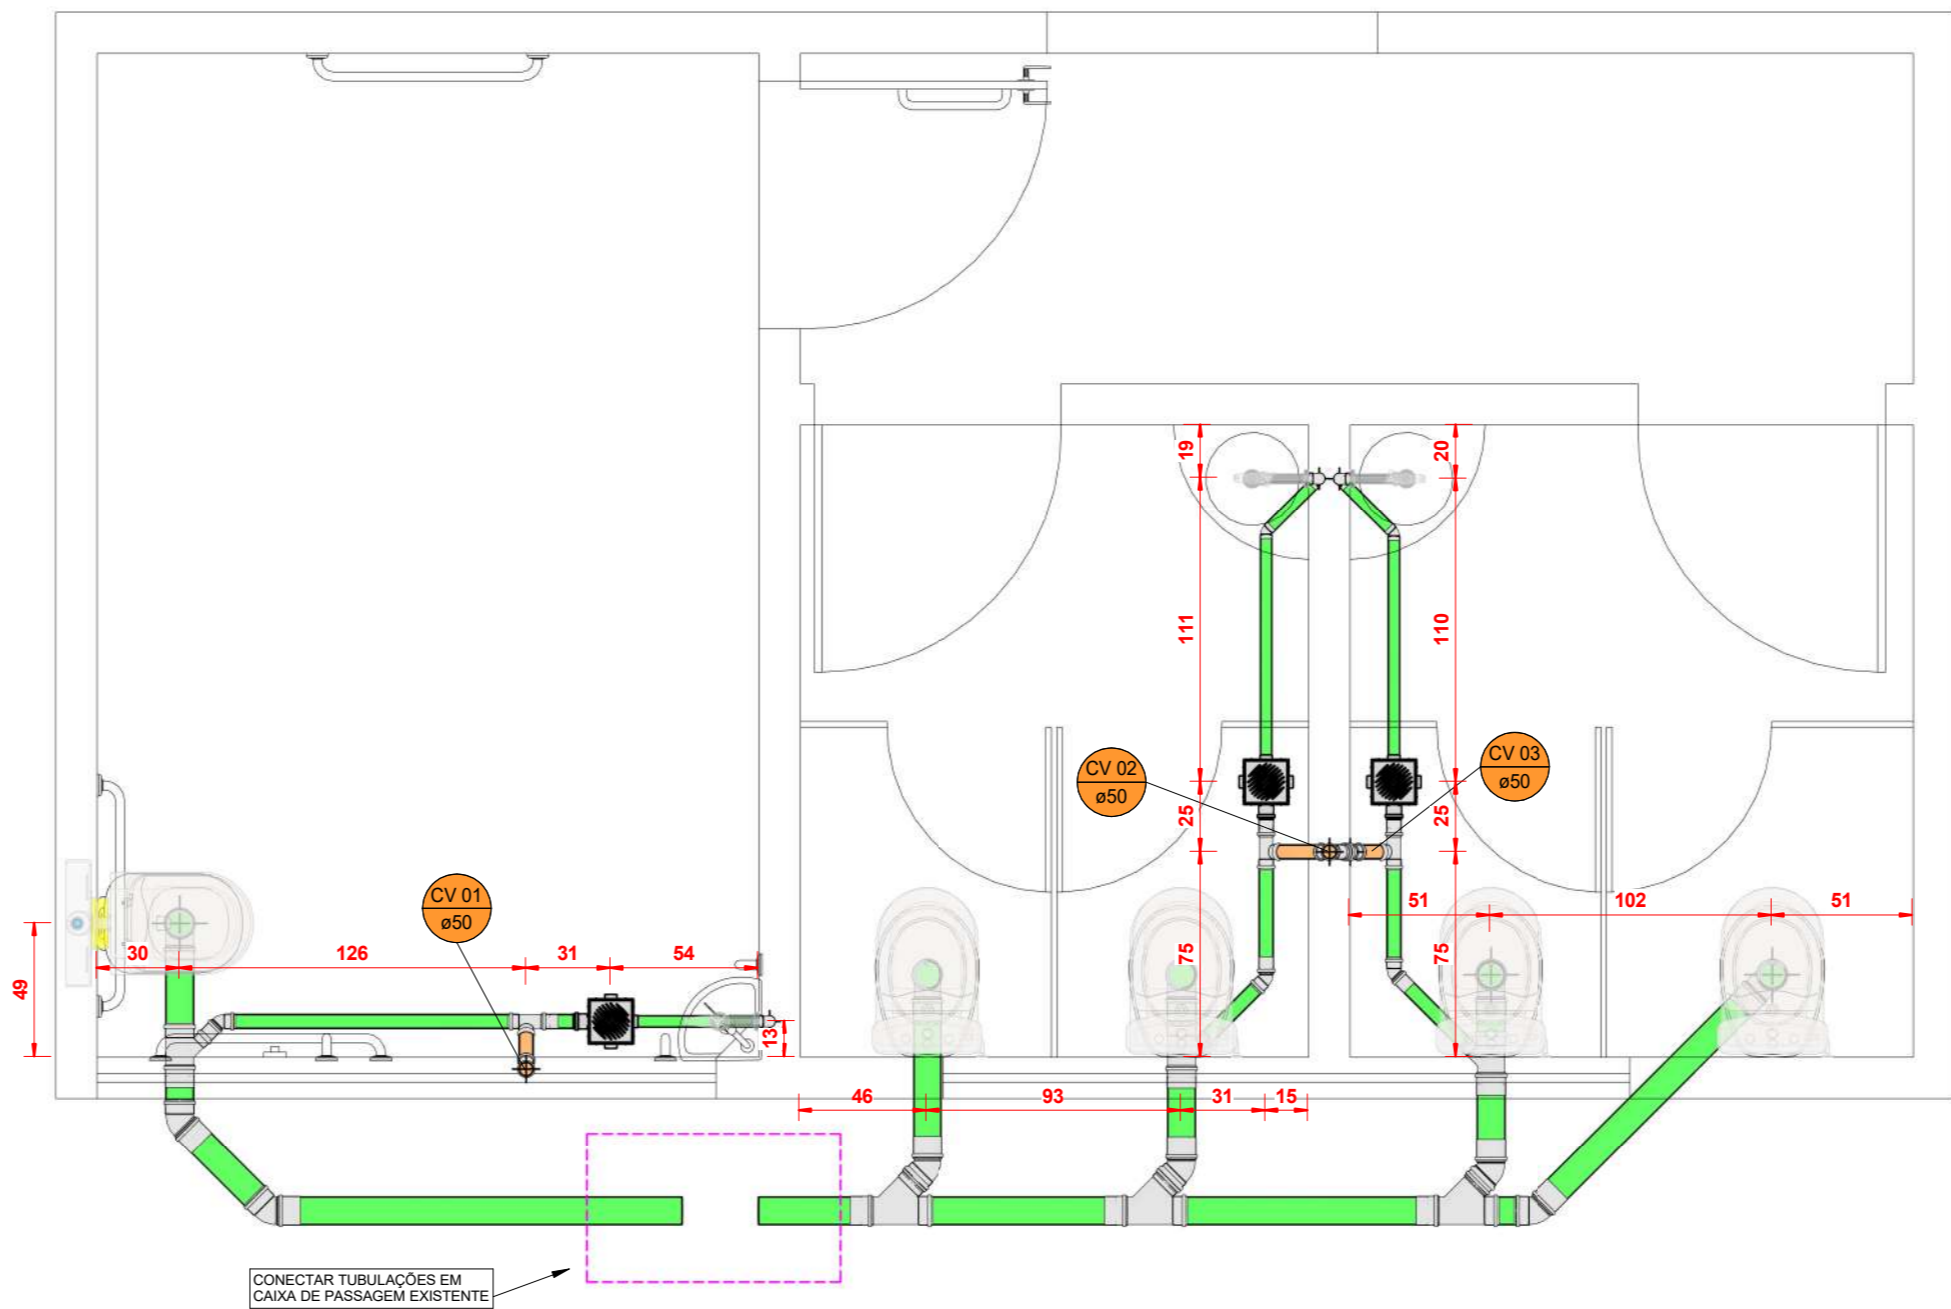 19
20
111
110
CV 02
ø50
CV 03
ø50
25
25
CV 01
ø50
51
102
51
30
126
31
54
49
75
75
13
46
93
31
15
CONECTAR TUBULAÇÕES EM
CAIXA DE PASSAGEM EXISTENTE